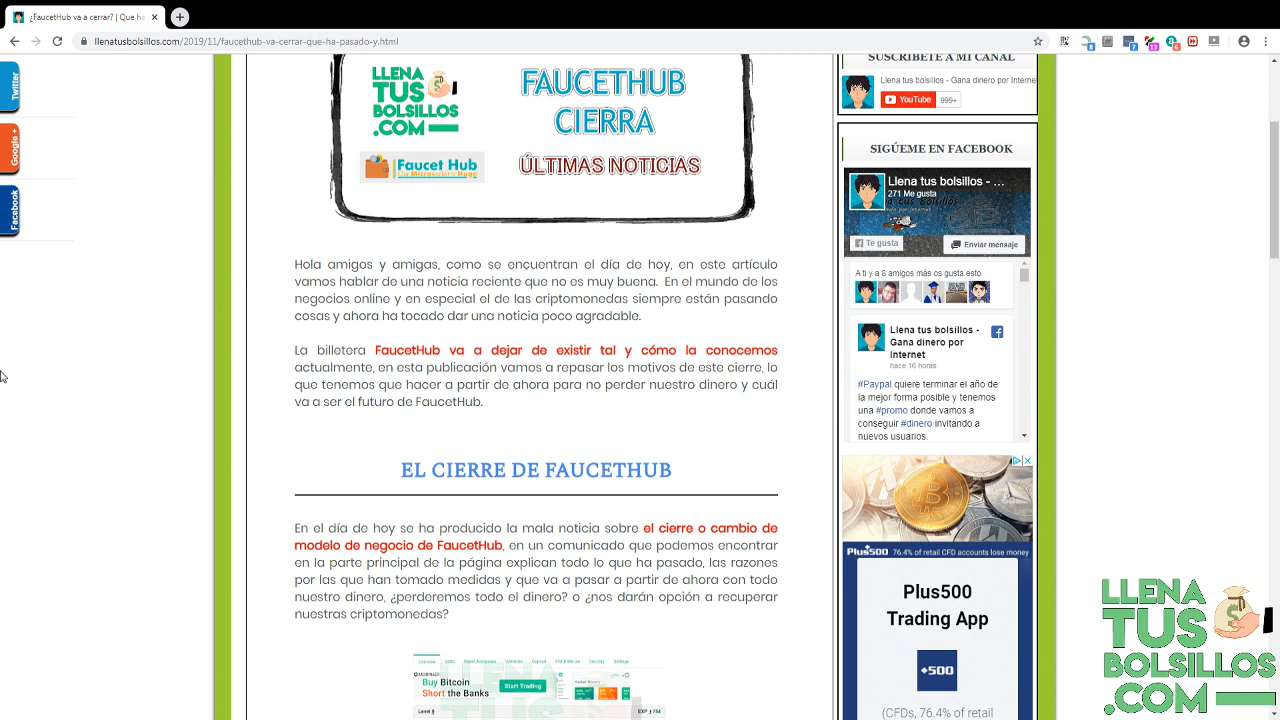 ¿FaucetHub va a cerrar? | Que ha
llenatusbolsillos.com/2019/11/faucethub-va-cerrar-que-ha-pasado-y.html
Twitter
Google +
Facebook
LLENA
TUS
BOLSILLOS
.COM
FAUCETHUB
CIERRA
Faucet Hub
ÚLTIMAS NOTICIAS
Hola amigos y amigas, como se encuentran el día de hoy, en este artículo
vamos hablar de una noticia reciente que no es muy buena. En el mundo de los
negocios online y en especial el de las criptomonedas siempre están pasando
cosas y ahora ha tocado dar una noticia poco agradable.
La billetera FaucetHub va a dejar de existir tal y cómo la conocemos
actualmente, en esta publicación vamos a repasar los motivos de este cierre, lo
que tenemos que hacer a partir de ahora para no perder nuestro dinero y cuál
va a ser el futuro de FaucetHub.
EL CIERRE DE FAUCETHUB
En el día de hoy se ha producido la mala noticia sobre el cierre o cambio de
modelo de negocio de FaucetHub, en un comunicado que podemos encontrar
en la parte principal de la página explican todo lo que ha pasado, las razones
por las que han tomado medidas y que va a pasar a partir de ahora con todo
nuestro dinero, ¿perderemos todo el dinero? o ¿nos darán opción a recuperar
nuestras criptomonedas?
Overview
Withdraw Deposit FREE Bitcoin Security Settings
Buy Bitcoin
Short the Banks
Start Trading
EXP
SUSCRIBETE A MI CANAL
Llena tus bolsillos - Gana dinero por Interne
YouTube 999+
SIGÚEME EN FACEBOOK
Llena tus bolsillos - ...
271 Me gusta
Te gusta
Enviar mensaje
A ti y a 8 amigos más os gusta esto
Llena tus bolsillos -
Gana dinero por
Internet
hace 16 horas
#Paypal quiere terminar el año de
la mejor forma posible y tenemos
una #promo donde vamos a
conseguir #dinero invitando a
nuevos usuarios.
Plus500 76.4% of retail CFD accounts lose money
Plus500
Trading App
+500
(CFDs, 76.4% of retail
LLENA
TUS
BOLSILLOS
.COM